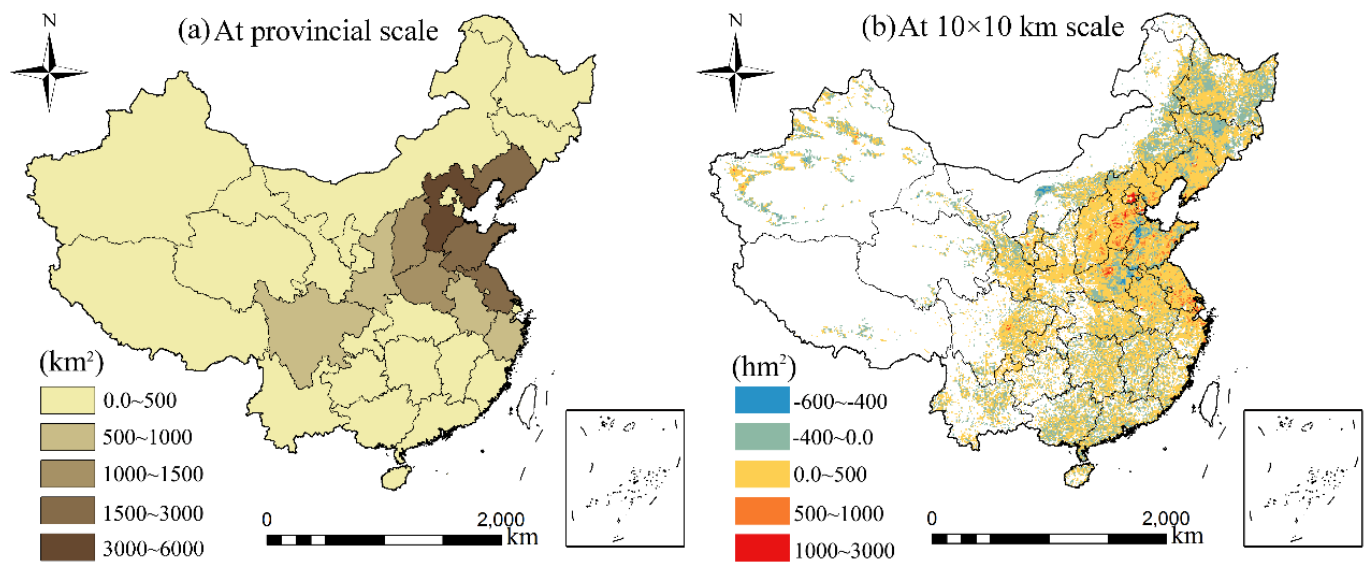 N
(a) At provincial scale
(km²)
0.0~500
500~1000
1000~1500
1500~3000
3000~6000
0
2,000
km
N
(b) At 10×10 km scale
(hm²)
-600~-400
-400~0.0
0.0~500
500~1000
1000~3000
0
2,000
km